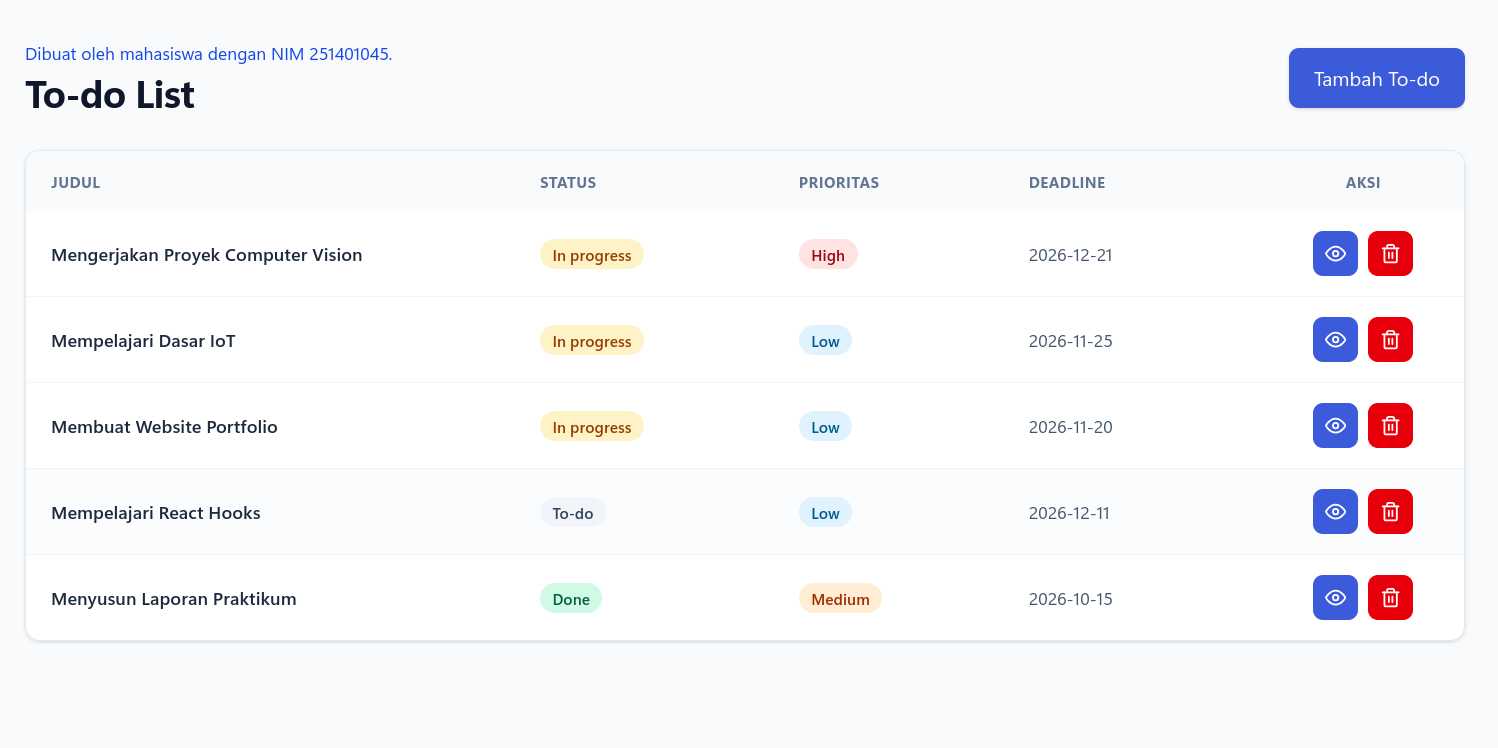 Dibuat oleh mahasiswa dengan NIM 251401045.
To-do List
Tambah To-do
JUDUL STATUS PRIORITAS DEADLINE AKSI
Mengerjakan Proyek Computer Vision In progress High 2026-12-21
Mempelajari Dasar IoT In progress Low 2026-11-25
Membuat Website Portfolio In progress Low 2026-11-20
Mempelajari React Hooks To-do Low 2026-12-11
Menyusun Laporan Praktikum Done Medium 2026-10-15